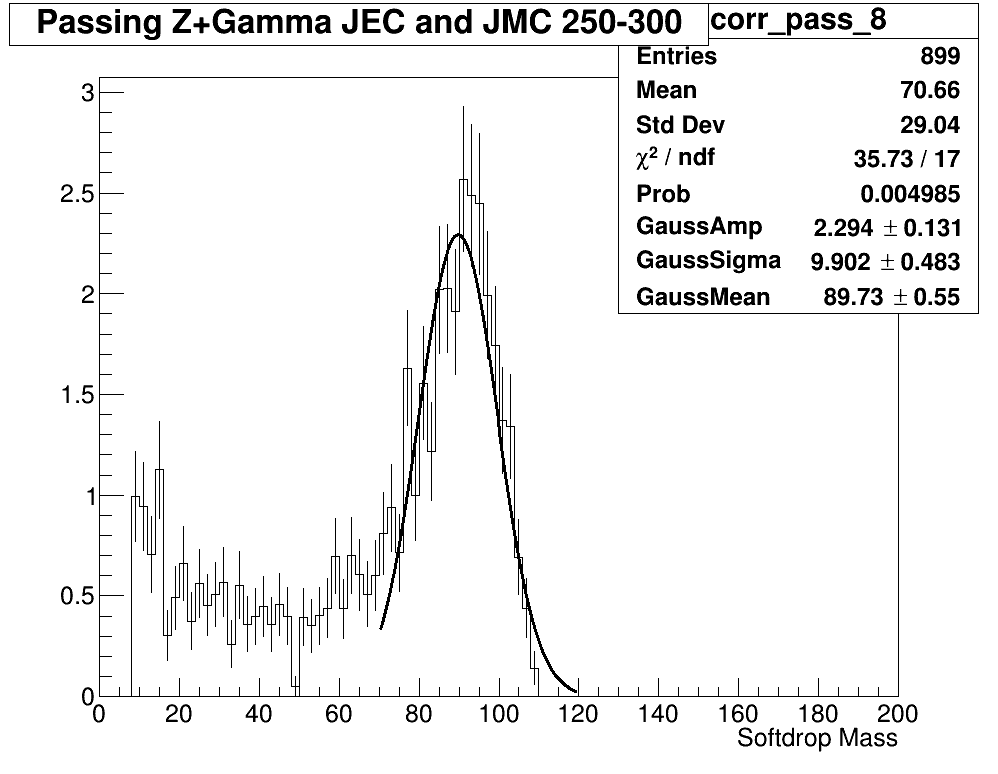 Passing Z+Gamma JEC and JMC 250-300
corr_pass_8
Entries 899
Mean 70.66
Std Dev 29.04
χ² / ndf 35.73 / 17
Prob 0.004985
GaussAmp 2.294 ± 0.131
GaussSigma 9.902 ± 0.483
GaussMean 89.73 ± 0.55
3
2.5
2
1.5
1
0.5
0
0 20 40 60 80 100 120 140 160 180 200
Softdrop Mass